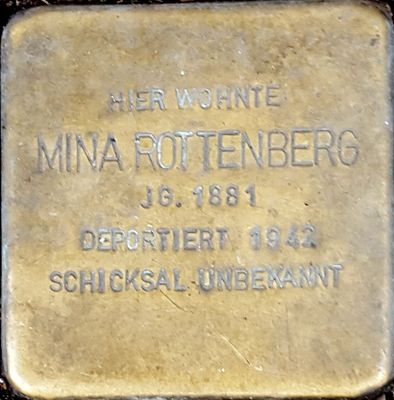 HIER WOHNTE
MINA ROTTENBERG
JG. 1881
DEPORTIERT 1942
SCHICKSAL UNBEKANNT